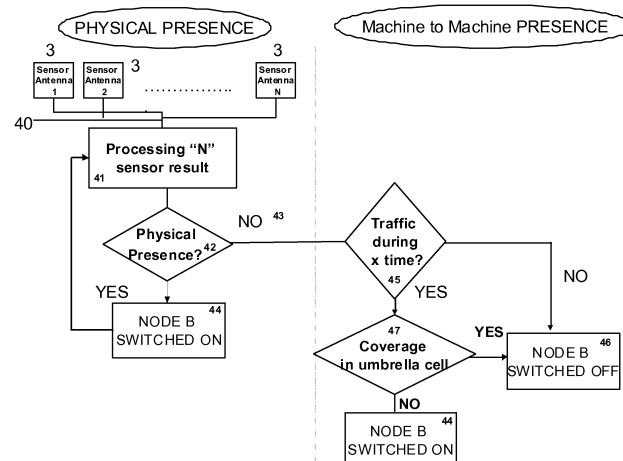 PHYSICAL PRESENCE
Machine to Machine PRESENCE
3
3
3
Sensor
Antenna
1
Sensor
Antenna
2
Sensor
Antenna
N
40
Processing “N”
sensor result
41
Physical
Presence?
42
NO
43
YES
NODE B
SWITCHED ON
44
Traffic
during
x time?
45
NO
YES
47
Coverage
in umbrella cell
YES
NODE B
SWITCHED OFF
46
NO
NODE B
SWITCHED ON
44